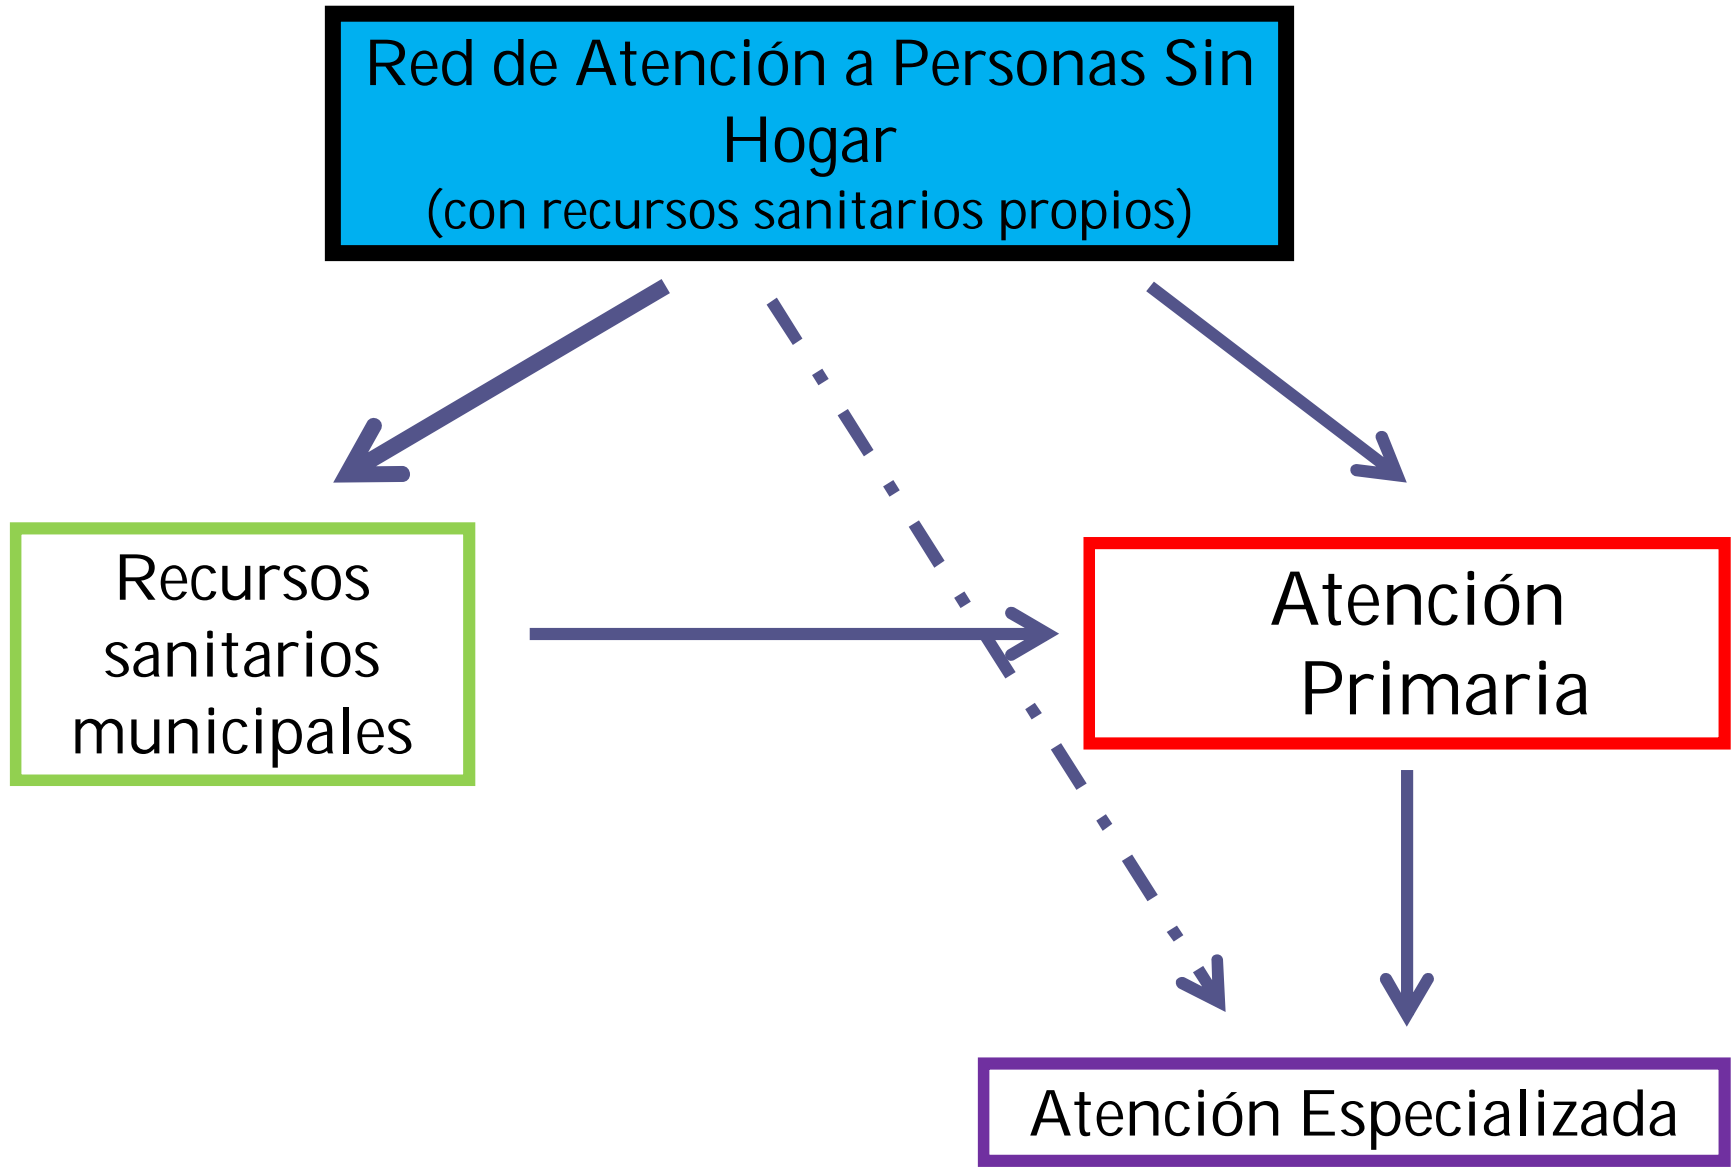 Red de Atención a Personas Sin
Hogar
(con recursos sanitarios propios)
Recursos
sanitarios
municipales
Atención
Primaria
Atención Especializada